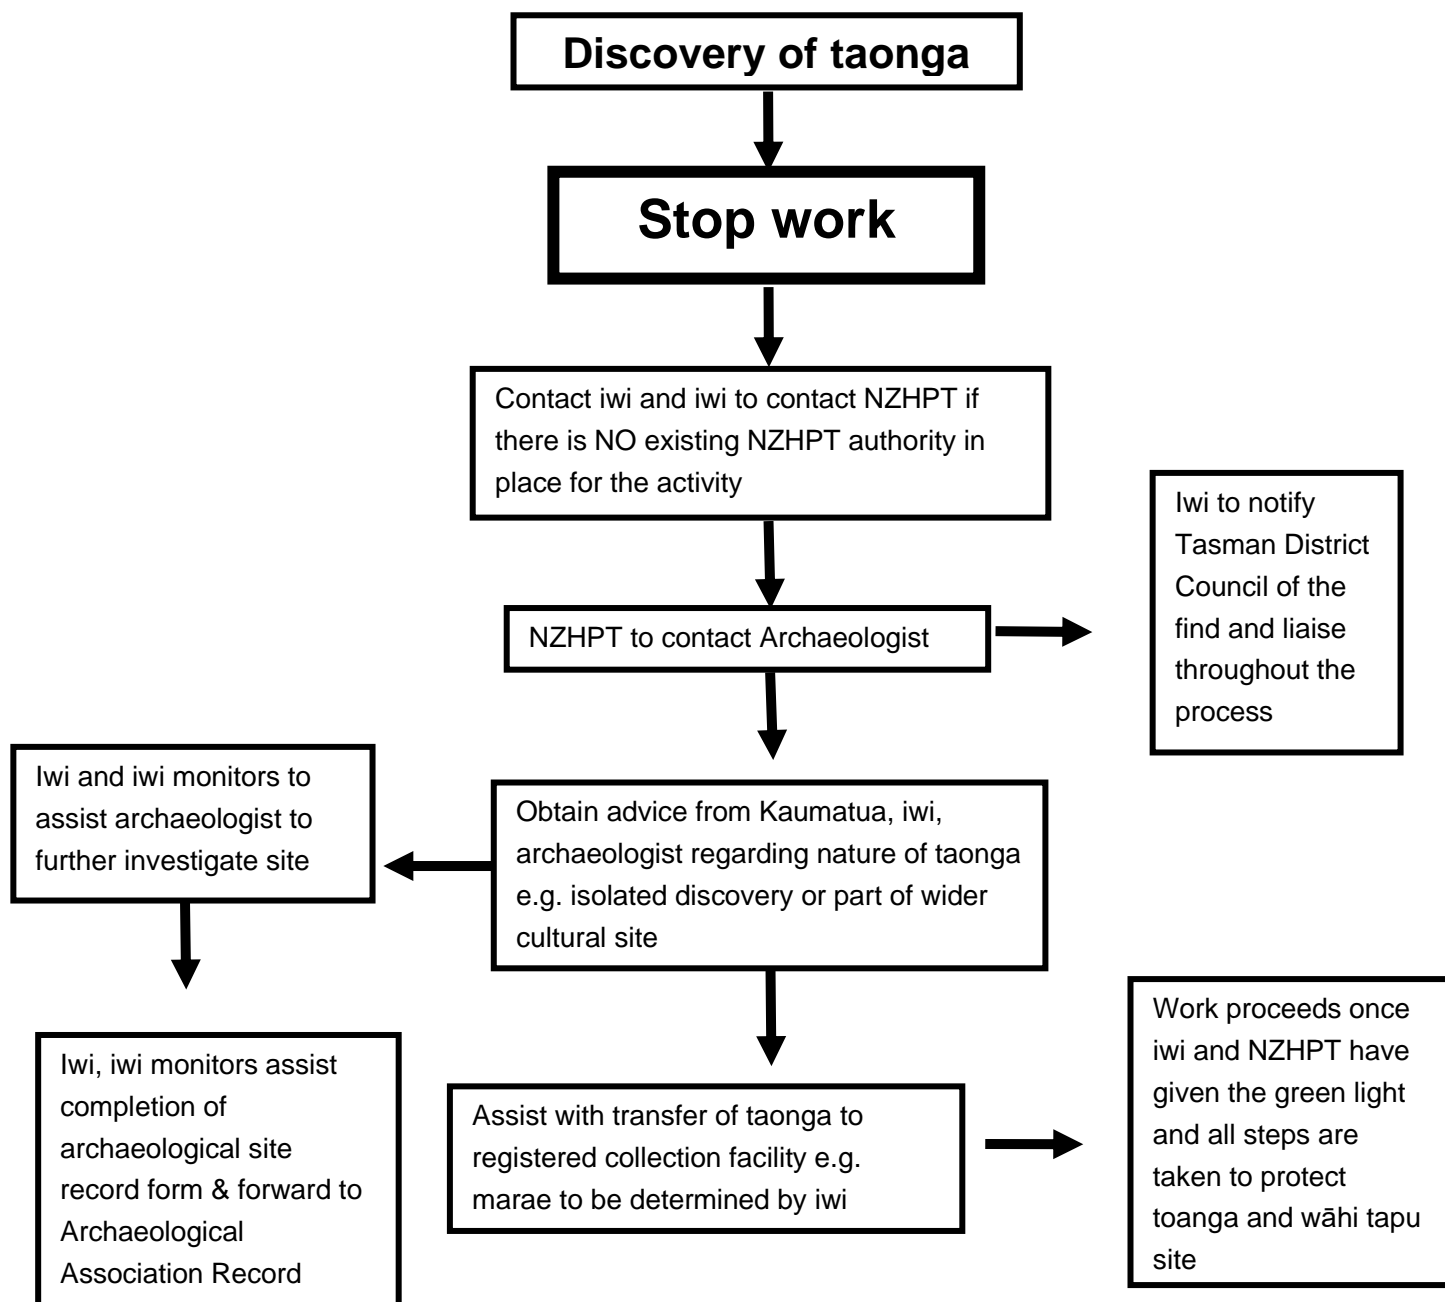 Discovery of taonga
Stop work
Contact iwi and iwi to contact NZHPT if
there is NO existing NZHPT authority in
place for the activity
Iwi to notify
Tasman District
Council of the
find and liaise
throughout the
process
NZHPT to contact Archaeologist
Iwi and iwi monitors to
assist archaeologist to
further investigate site
Obtain advice from Kaumatua, iwi,
archaeologist regarding nature of taonga
e.g. isolated discovery or part of wider
cultural site
Iwi, iwi monitors assist
completion of
archaeological site
record form & forward to
Archaeological
Association Record
Assist with transfer of taonga to
registered collection facility e.g.
marae to be determined by iwi
Work proceeds once
iwi and NZHPT have
given the green light
and all steps are
taken to protect
toanga and wāhi tapu
site